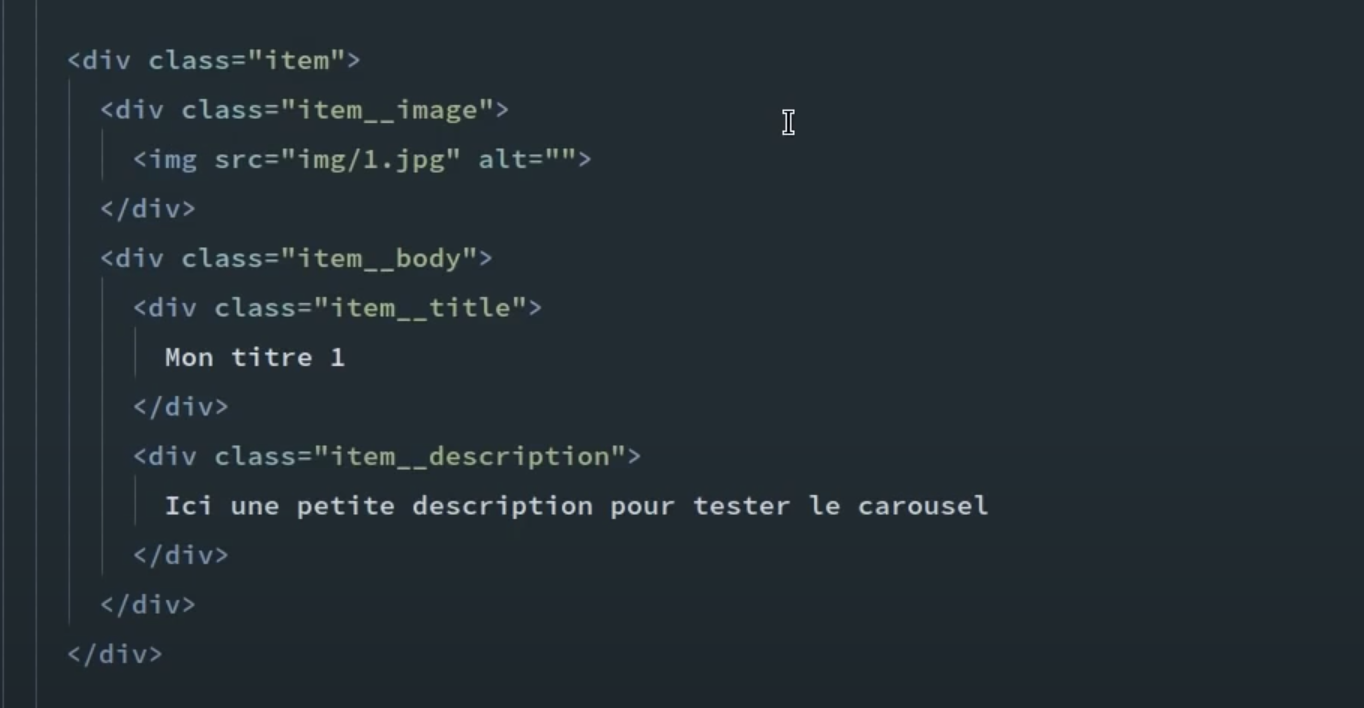 <div class="item">
<div class="item__image">
<img src="img/1.jpg" alt="">
</div>
<div class="item__body">
<div class="item__title">
Mon titre 1
</div>
<div class="item__description">
Ici une petite description pour tester le carousel
</div>
</div>
</div>